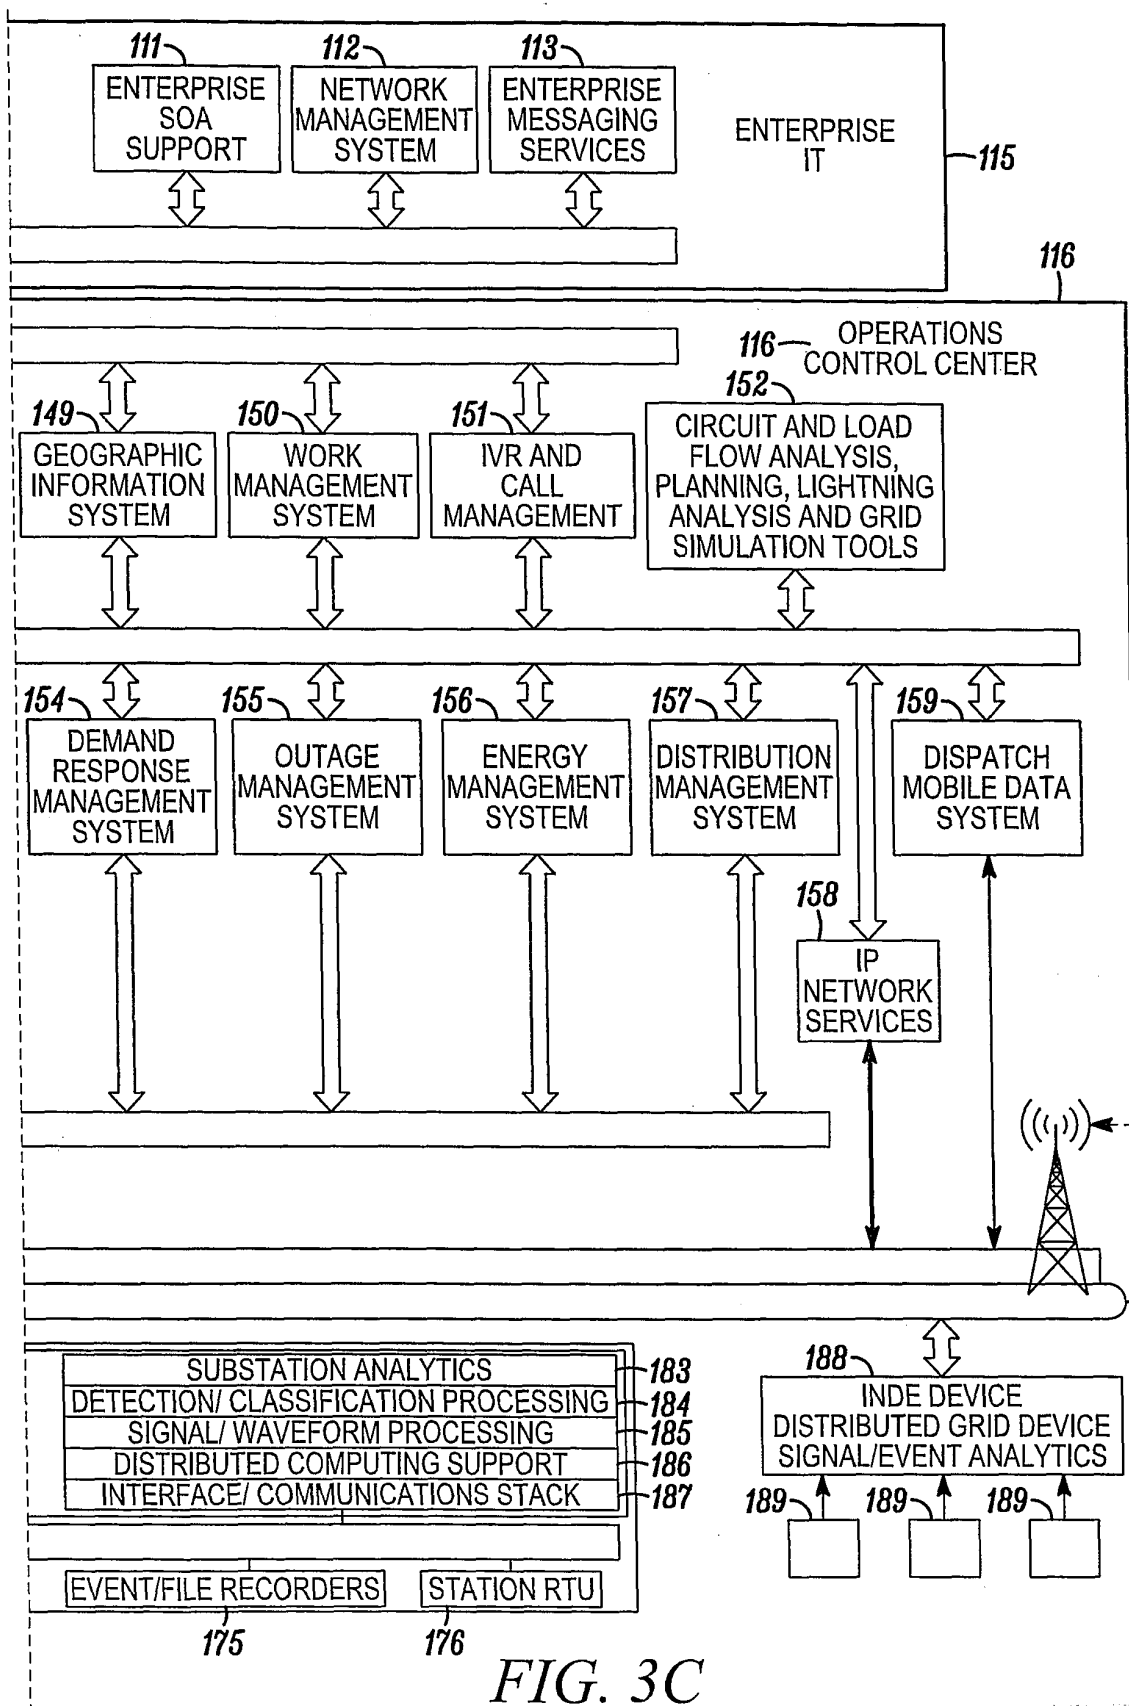 111
112
113
ENTERPRISE
SOA
SUPPORT
NETWORK
MANAGEMENT
SYSTEM
ENTERPRISE
MESSAGING
SERVICES
ENTERPRISE
IT
115
116
116
OPERATIONS
CONTROL CENTER
149
150
151
152
GEOGRAPHIC
INFORMATION
SYSTEM
WORK
MANAGEMENT
SYSTEM
IVR AND
CALL
MANAGEMENT
CIRCUIT AND LOAD
FLOW ANALYSIS,
PLANNING, LIGHTNING
ANALYSIS AND GRID
SIMULATION TOOLS
154
155
156
157
159
DEMAND
RESPONSE
MANAGEMENT
SYSTEM
OUTAGE
MANAGEMENT
SYSTEM
ENERGY
MANAGEMENT
SYSTEM
DISTRIBUTION
MANAGEMENT
SYSTEM
DISPATCH
MOBILE DATA
SYSTEM
158
IP
NETWORK
SERVICES
SUBSTATION ANALYTICS
183
DETECTION/ CLASSIFICATION PROCESSING
184
SIGNAL/ WAVEFORM PROCESSING
185
DISTRIBUTED COMPUTING SUPPORT
186
INTERFACE/ COMMUNICATIONS STACK
187
188
INDE DEVICE
DISTRIBUTED GRID DEVICE
SIGNAL/EVENT ANALYTICS
189
189
189
EVENT/FILE RECORDERS
STATION RTU
175
176
FIG. 3C